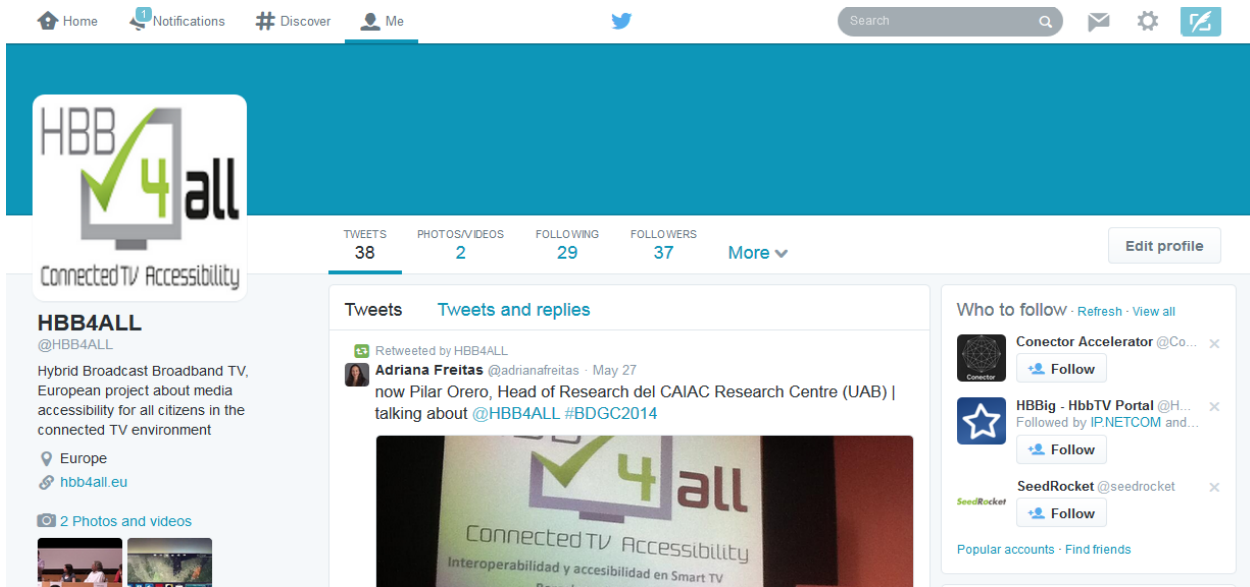 Home
1
Notifications
Discover
Me
Search
HBB
4all
Connected TV Accessibility
TWEETS
38
PHOTOS/VIDEOS
2
FOLLOWING
29
FOLLOWERS
37
More
Edit profile
HBB4ALL
@HBB4ALL
Hybrid Broadcast Broadband TV,
European project about media
accessibility for all citizens in the
connected TV environment
Europe
hbb4all.eu
2 Photos and videos
Tweets Tweets and replies
Retweeted by HBB4ALL
Adriana Freitas @adrianafreitas · May 27
now Pilar Orero, Head of Research del CAIAC Research Centre (UAB) |
talking about @HBB4ALL #BDGC2014
4all
Connected TV Accessibility
Interoperabilidad y accesibilidad en Smart TV
Who to follow · Refresh · View all
Conector
Conector Accelerator @Co...
Follow
HBBig - HbbTV Portal @H...
Followed by IP.NETCOM and...
Follow
SeedRocket
SeedRocket @seedrocket
Follow
Popular accounts · Find friends